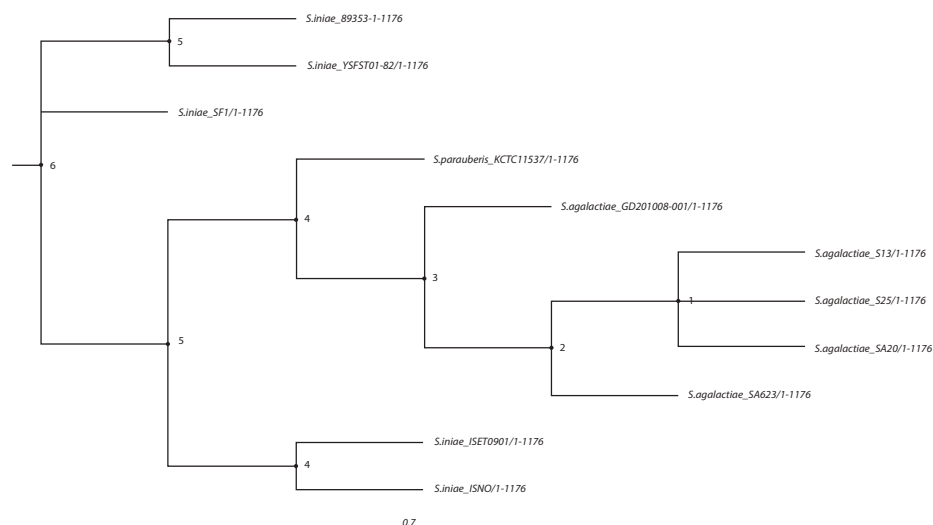 S.iniae_89353-1-1176
5
S.iniae_YSFST01-82/1-1176
S.iniae_SF1/1-1176
6
S.parauberis_KCTC11537/1-1176
S.agalactiae_GD201008-001/1-1176
4
S.agalactiae_S13/1-1176
3
1
S.agalactiae_S25/1-1176
5
2
S.agalactiae_SA20/1-1176
S.agalactiae_SA623/1-1176
S.iniae_ISET0901/1-1176
4
S.iniae_ISNO/1-1176
0.7